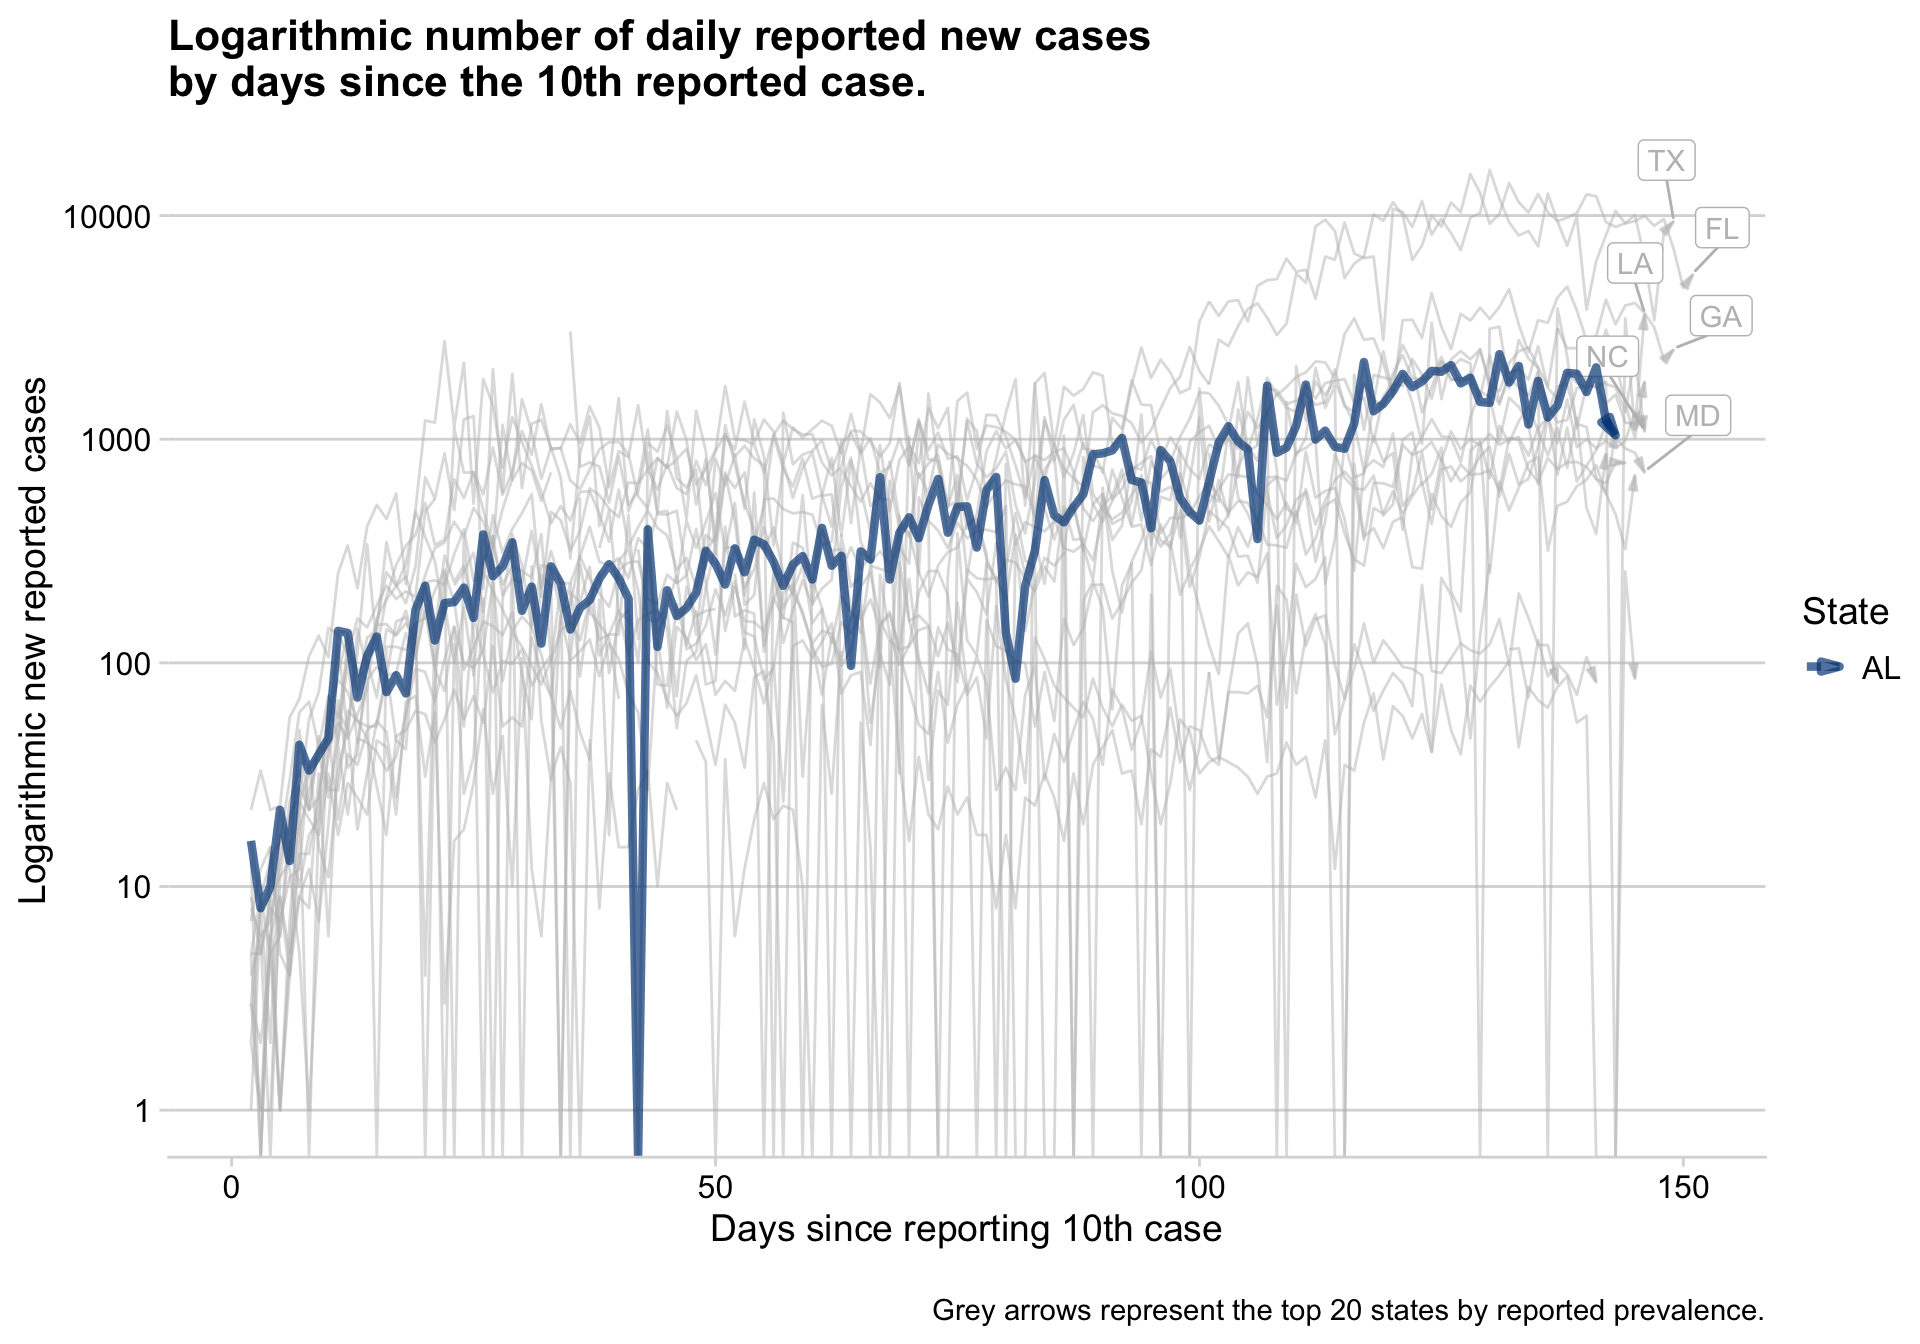 Logarithmic number of daily reported new cases
by days since the 10th reported case.
TX
10000
FL
LA
GA
NC
MD
1000
100
10
1
Logarithmic new reported cases
State
AL
0 50 100 150
Days since reporting 10th case
Grey arrows represent the top 20 states by reported prevalence.